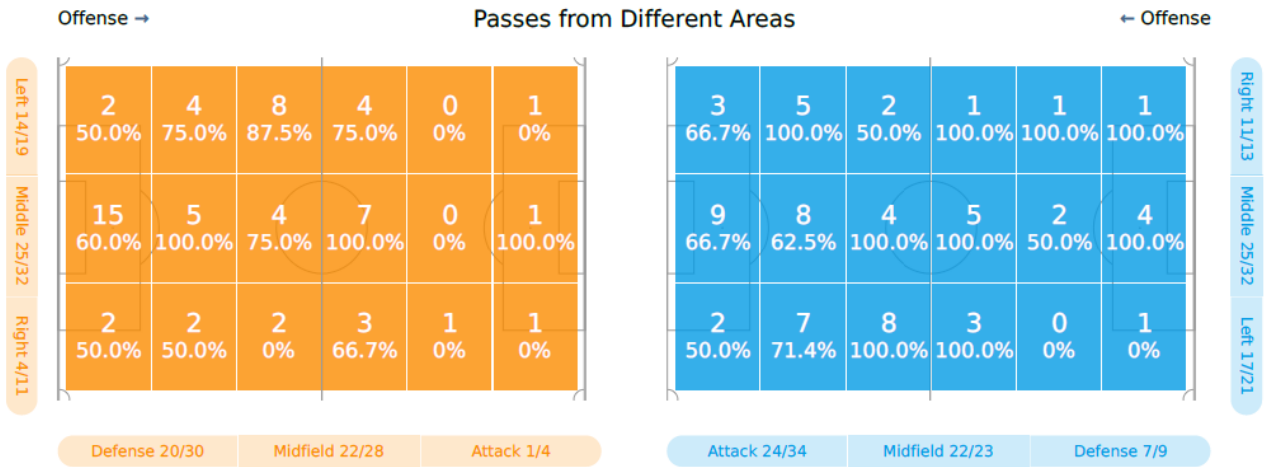 Offense →
Passes from Different Areas
← Offense
Left 14/19
Middle 25/32
Right 4/11
2 4 8 4 0 1
50.0% 75.0% 87.5% 75.0% 0% 0%
15 5 4 7 0 1
60.0% 100.0% 75.0% 100.0% 0% 100.0%
2 2 2 3 1 1
50.0% 50.0% 0% 66.7% 0% 0%
Defense 20/30 Midfield 22/28 Attack 1/4
3 5 2 1 1 1
66.7% 100.0% 50.0% 100.0% 100.0% 100.0%
9 8 4 5 2 4
66.7% 62.5% 100.0% 100.0% 50.0% 100.0%
2 7 8 3 0 1
50.0% 71.4% 100.0% 100.0% 0% 0%
Right 11/13
Middle 25/32
Left 17/21
Attack 24/34 Midfield 22/23 Defense 7/9